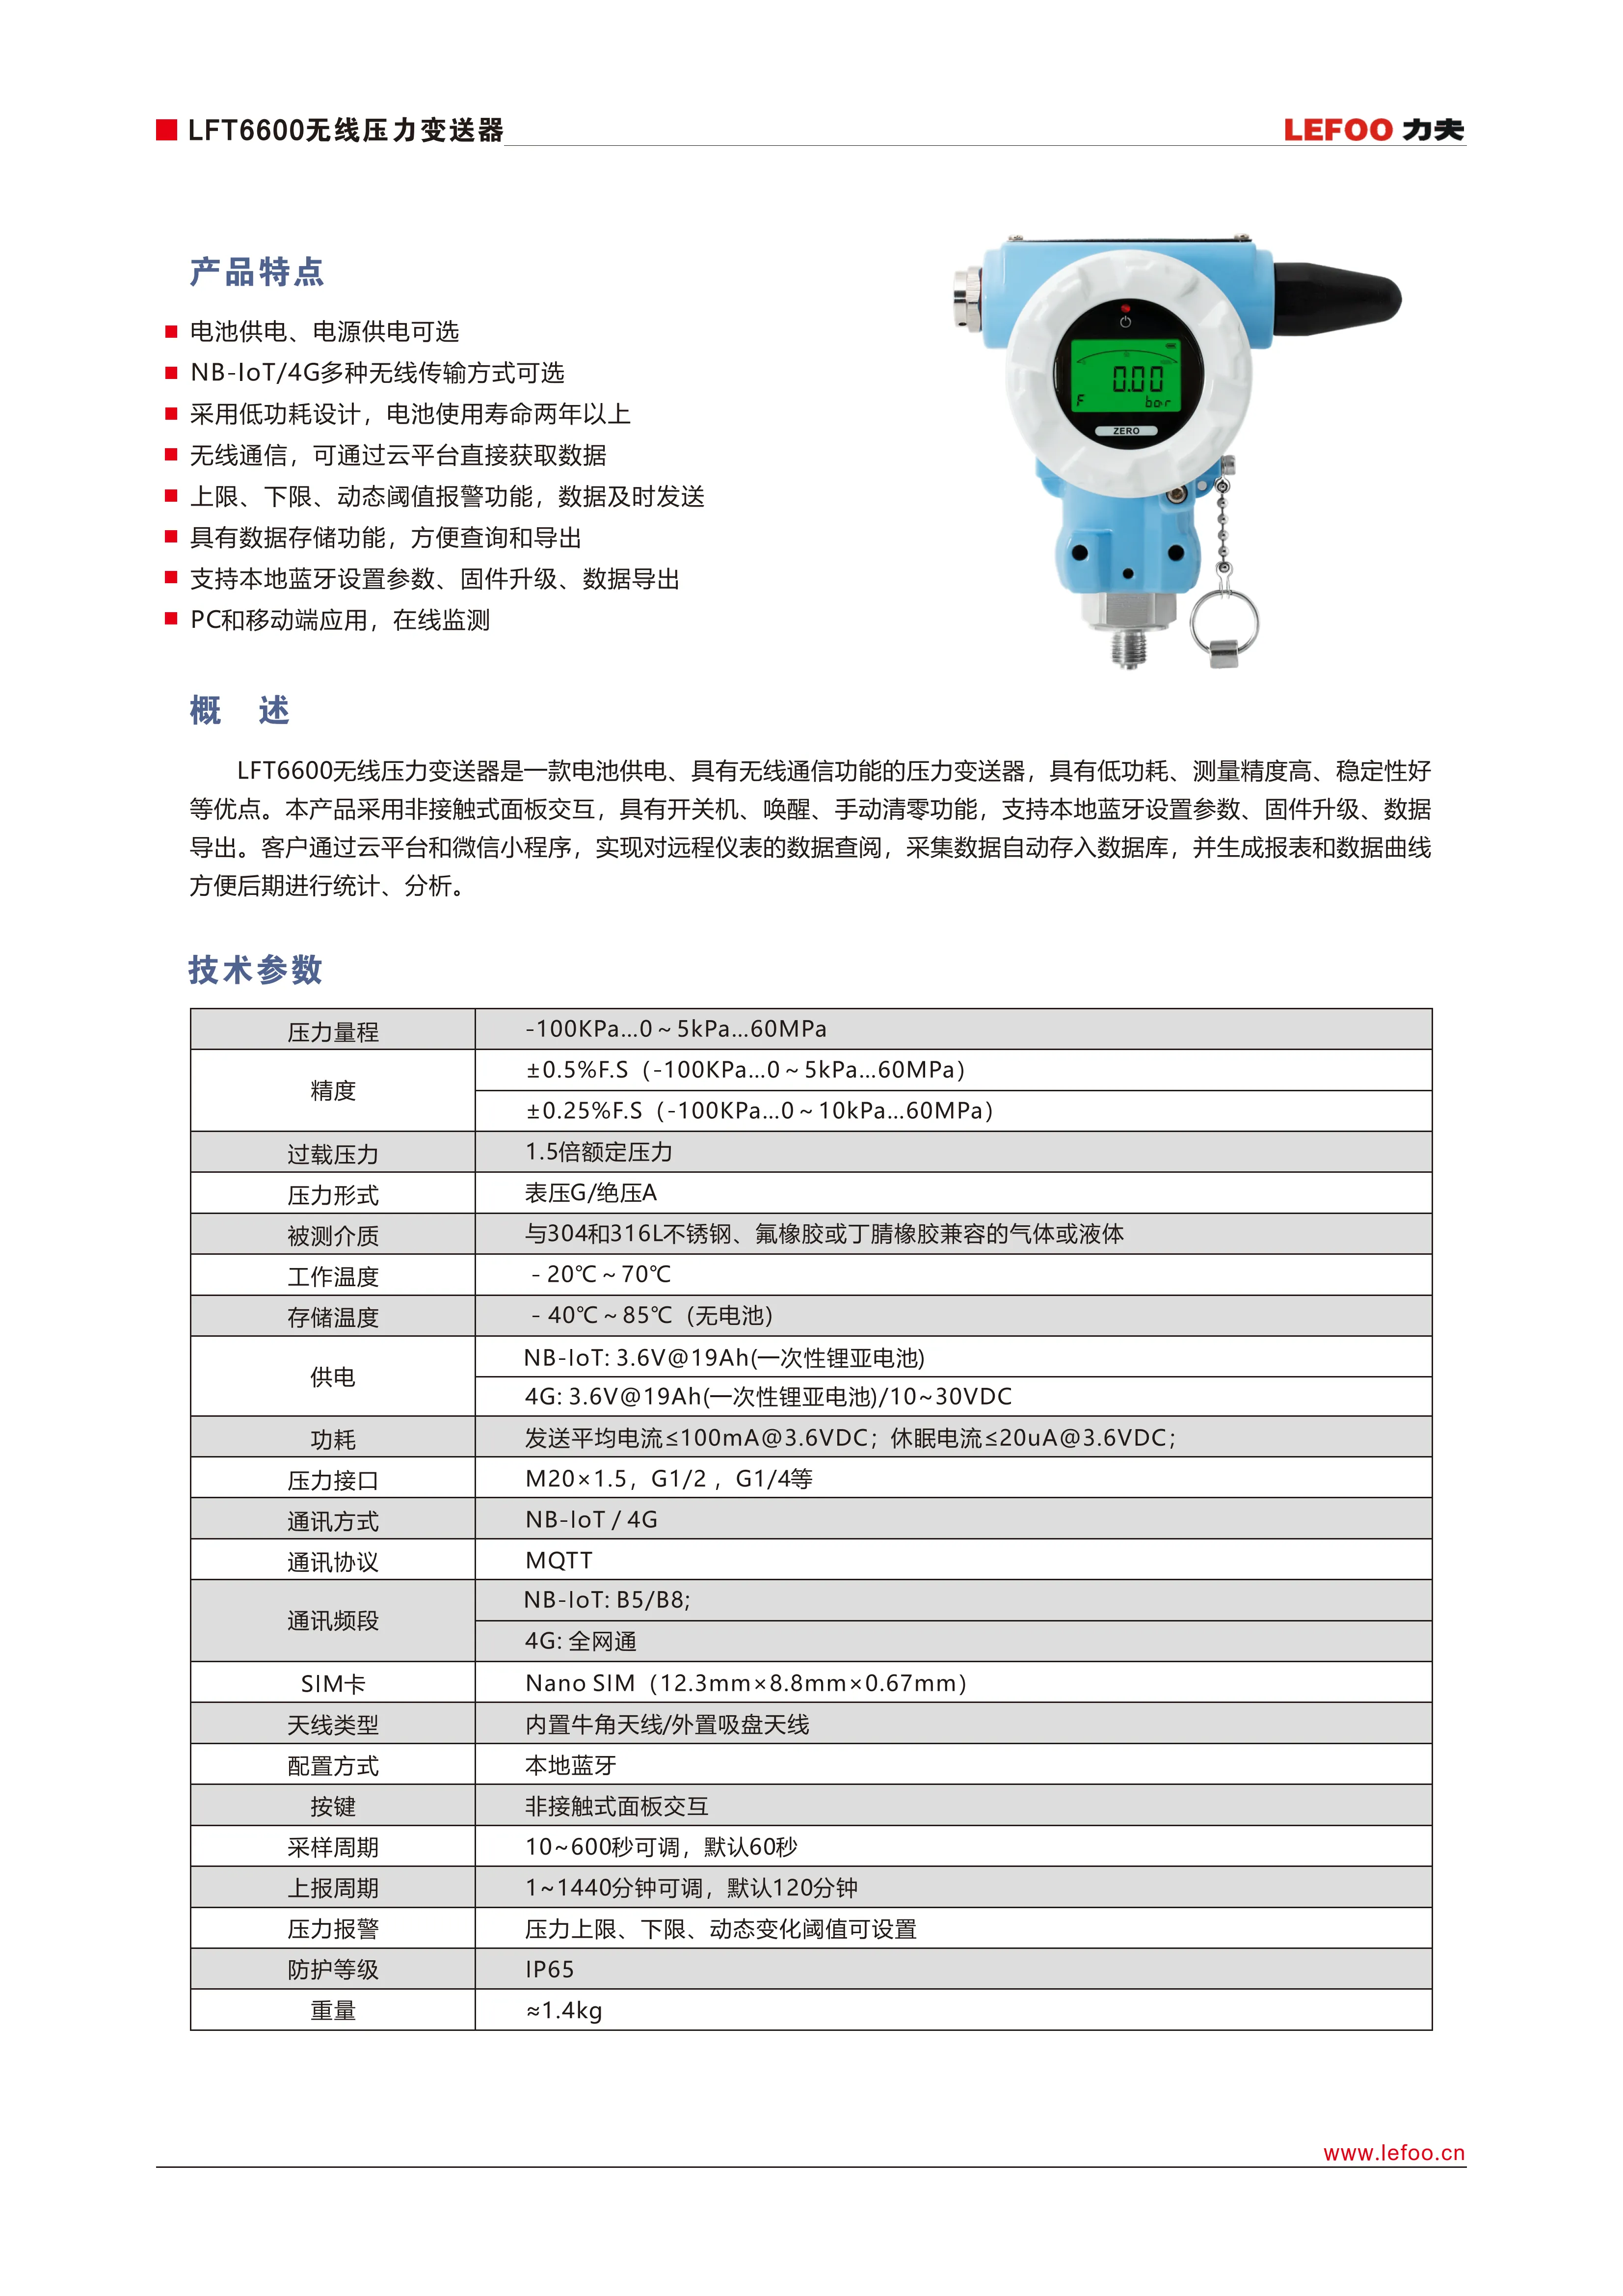 LFT6600无线压力变送器
LEFOO 力夫
产品特点
电池供电、电源供电可选
NB-IoT/4G多种无线传输方式可选
采用低功耗设计，电池使用寿命两年以上
无线通信，可通过云平台直接获取数据
上限、下限、动态阈值报警功能，数据及时发送
具有数据存储功能，方便查询和导出
支持本地蓝牙设置参数、固件升级、数据导出
PC和移动端应用，在线监测
0.00
F bar
ZERO
概 述
LFT6600无线压力变送器是一款电池供电、具有无线通信功能的压力变送器，具有低功耗、测量精度高、稳定性好
等优点。本产品采用非接触式面板交互，具有开关机、唤醒、手动清零功能，支持本地蓝牙设置参数、固件升级、数据
导出。客户通过云平台和微信小程序，实现对远程仪表的数据查阅，采集数据自动存入数据库，并生成报表和数据曲线
方便后期进行统计、分析。
技术参数
压力量程 -100KPa...0～5kPa...60MPa
精度 ±0.5%F.S（-100KPa...0～5kPa...60MPa）
±0.25%F.S（-100KPa...0～10kPa...60MPa）
过载压力 1.5倍额定压力
压力形式 表压G/绝压A
被测介质 与304和316L不锈钢、氟橡胶或丁腈橡胶兼容的气体或液体
工作温度 - 20℃～70℃
存储温度 - 40℃～85℃（无电池）
供电 NB-IoT: 3.6V@19Ah(一次性锂亚电池)
4G: 3.6V@19Ah(一次性锂亚电池)/10~30VDC
功耗 发送平均电流≤100mA@3.6VDC；休眠电流≤20uA@3.6VDC；
压力接口 M20×1.5，G1/2 ，G1/4等
通讯方式 NB-IoT / 4G
通讯协议 MQTT
通讯频段 NB-IoT: B5/B8;
4G: 全网通
SIM卡 Nano SIM（12.3mm×8.8mm×0.67mm）
天线类型 内置牛角天线/外置吸盘天线
配置方式 本地蓝牙
按键 非接触式面板交互
采样周期 10~600秒可调，默认60秒
上报周期 1~1440分钟可调，默认120分钟
压力报警 压力上限、下限、动态变化阈值可设置
防护等级 IP65
重量 ≈1.4kg
www.lefoo.cn